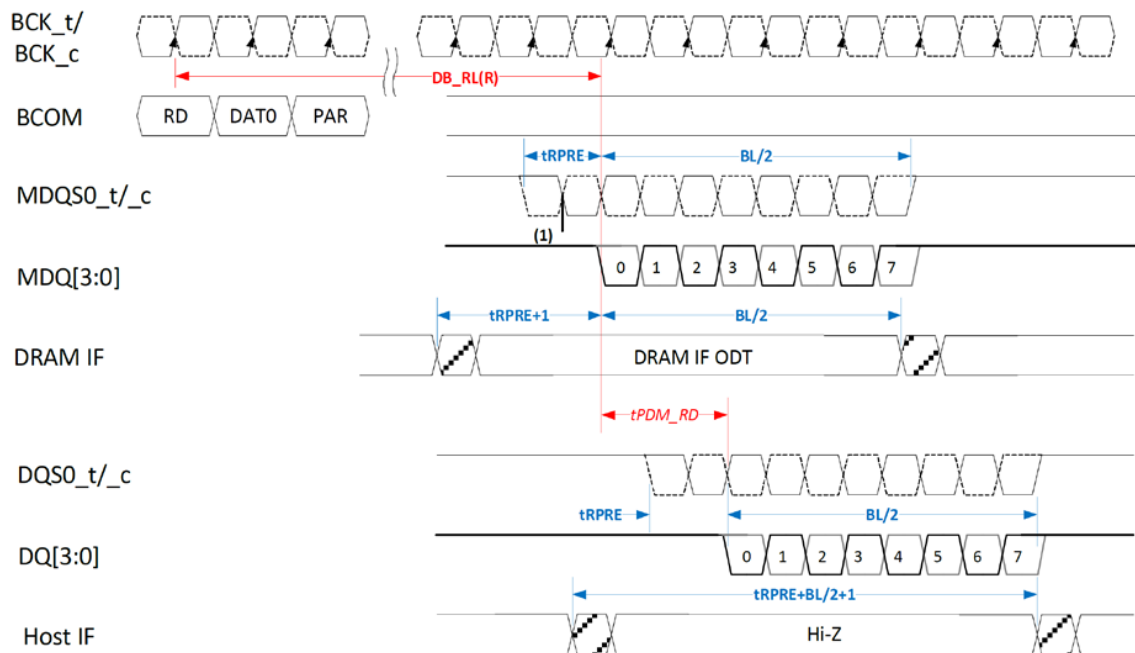 BCK_t/
BCK_c
DB_RL(R)
BCOM
RD DAT0 PAR
tRPRE BL/2
MDQS0_t/_c
(1)
MDQ[3:0]
0 1 2 3 4 5 6 7
tRPRE+1 BL/2
DRAM IF
DRAM IF ODT
tPDM_RD
DQS0_t/_c
tRPRE BL/2
DQ[3:0]
0 1 2 3 4 5 6 7
tRPRE+BL/2+1
Host IF
Hi-Z